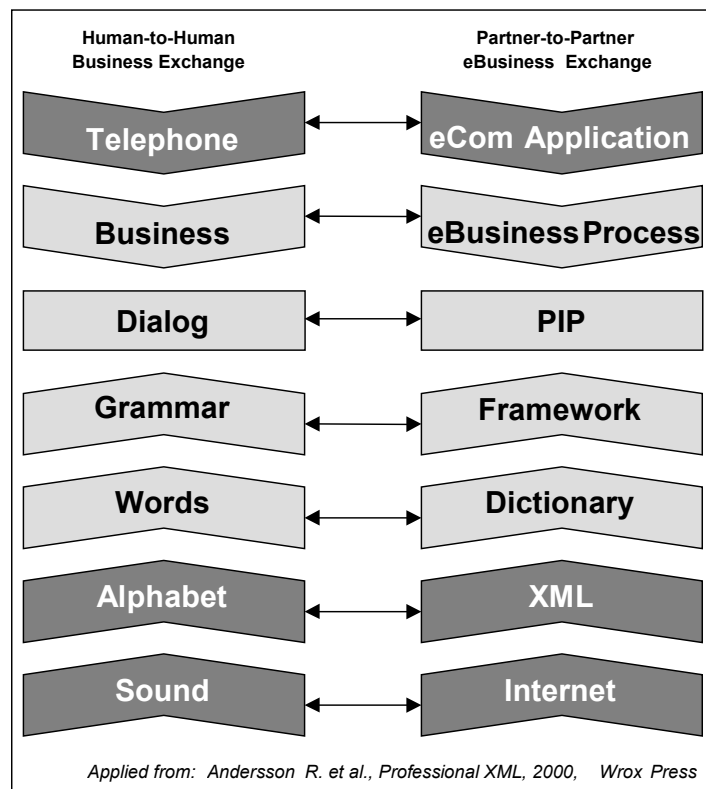 Human-to-Human
Business Exchange
Partner-to-Partner
eBusiness Exchange
Telephone
eCom Application
Business
eBusiness Process
Dialog
PIP
Grammar
Framework
Words
Dictionary
Alphabet
XML
Sound
Internet
Applied from: Andersson R. et al., Professional XML, 2000, Wrox Press